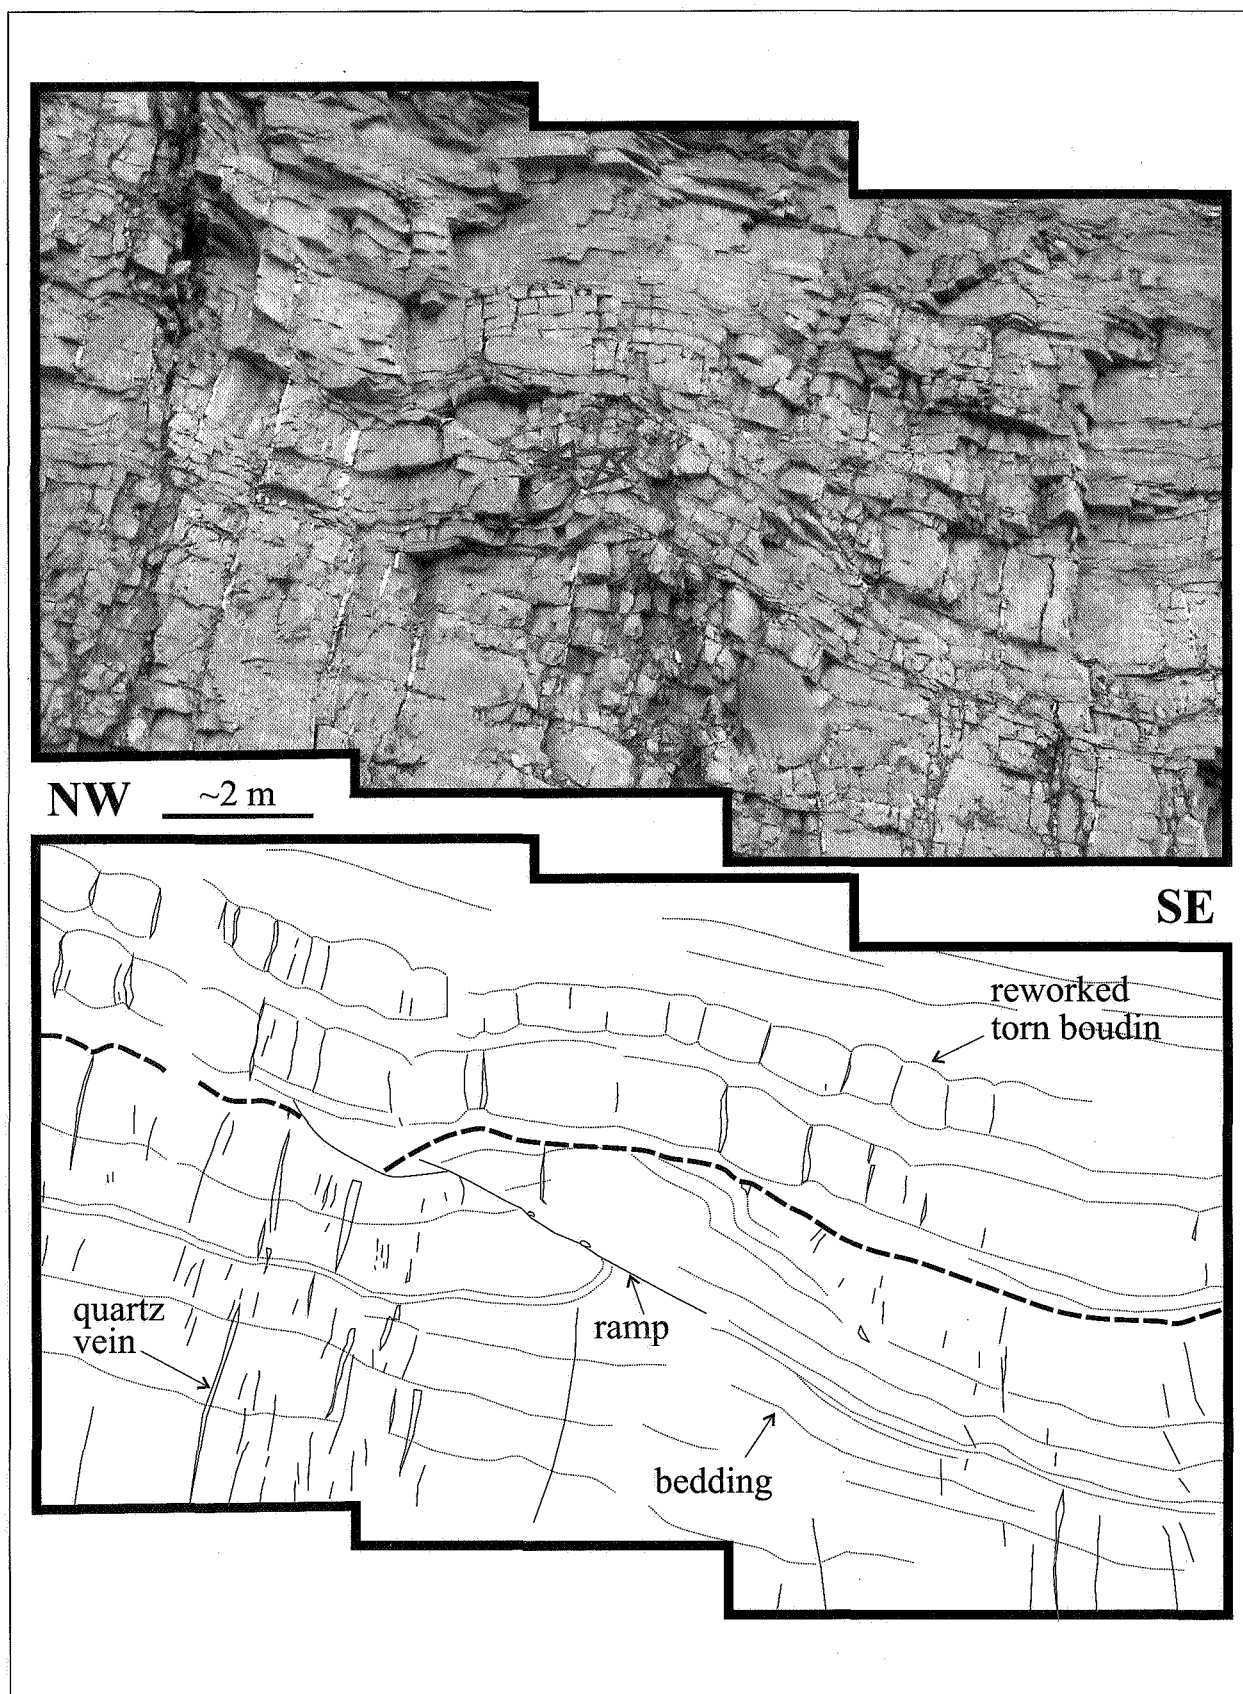 NW
~2 m
SE
reworked
torn boudin
quartz
vein
ramp
bedding